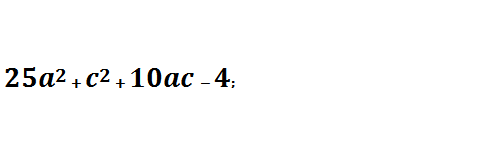 25a² + c² + 10ac − 4;